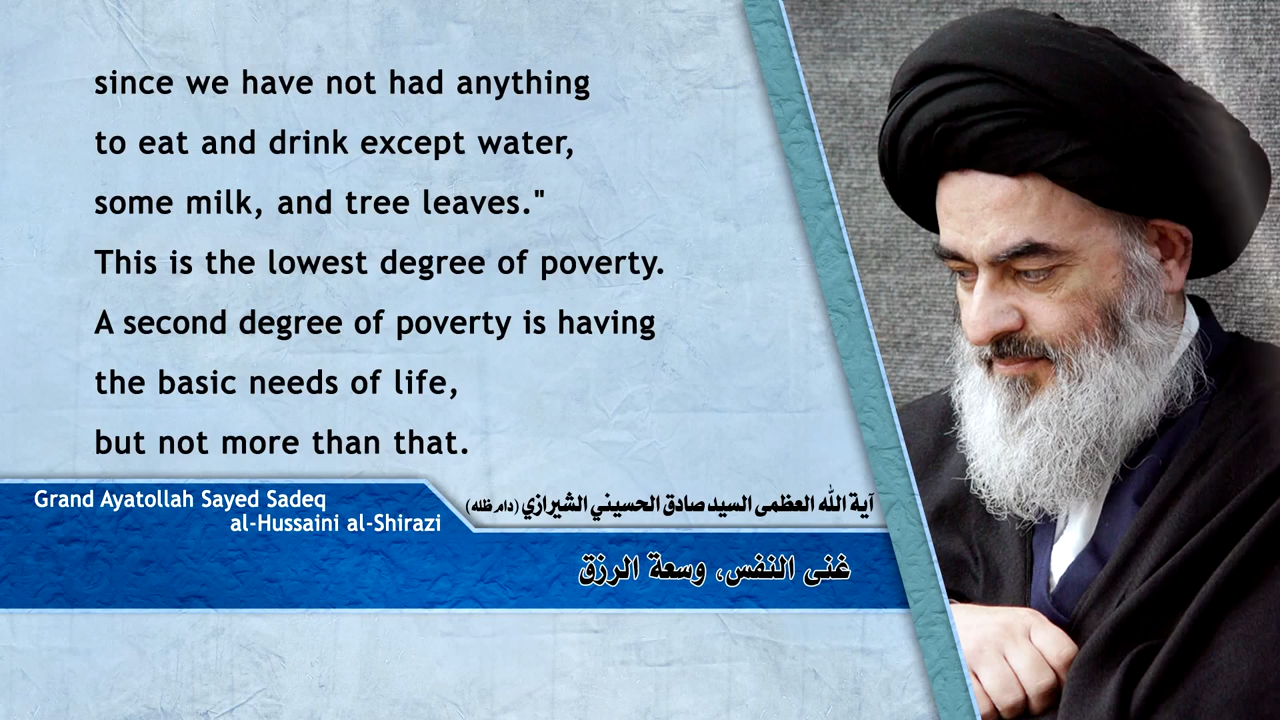 since we have not had anything
to eat and drink except water,
some milk, and tree leaves."
This is the lowest degree of poverty.
A second degree of poverty is having
the basic needs of life,
but not more than that.
Grand Ayatollah Sayed Sadeq
al-Hussaini al-Shirazi
آية الله العظمى السيد صادق الحسيني الشيرازي (دام ظله)
غنى النفس، وسعة الرزق